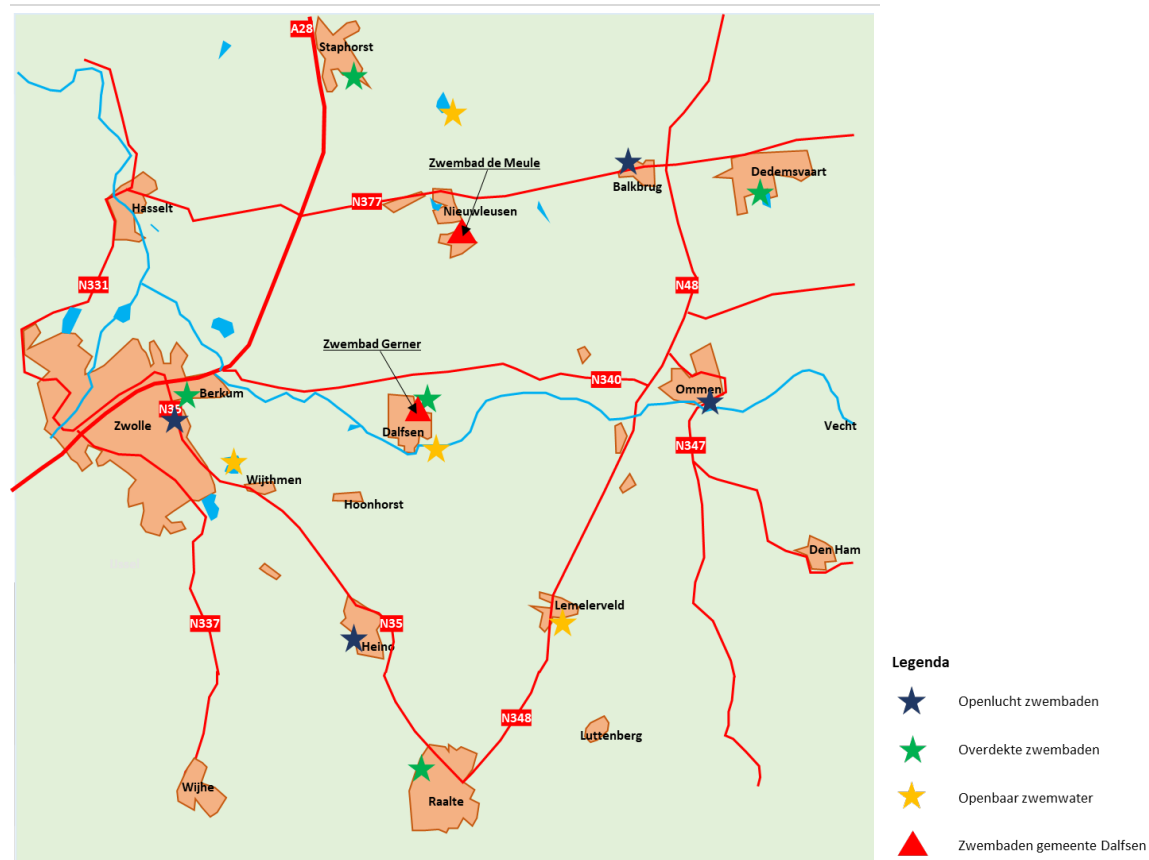 A28
Staphorst
Zwembad de Meule
Balkbrug
Dedemsvaart
Hasselt
N377
Nieuwleusen
N331
N48
Zwembad Gerner
N340
Ommen
Berkum
N35
Zwolle
Dalfsen
Vecht
N347
Wijthmen
Hoonhorst
Den Ham
Lemelerveld
N337
N35
Heino
N348
Luttenberg
Wijhe
Raalte
Legenda
Openlucht zwembaden
Overdekte zwembaden
Openbaar zwemwater
Zwembaden gemeente Dalfsen